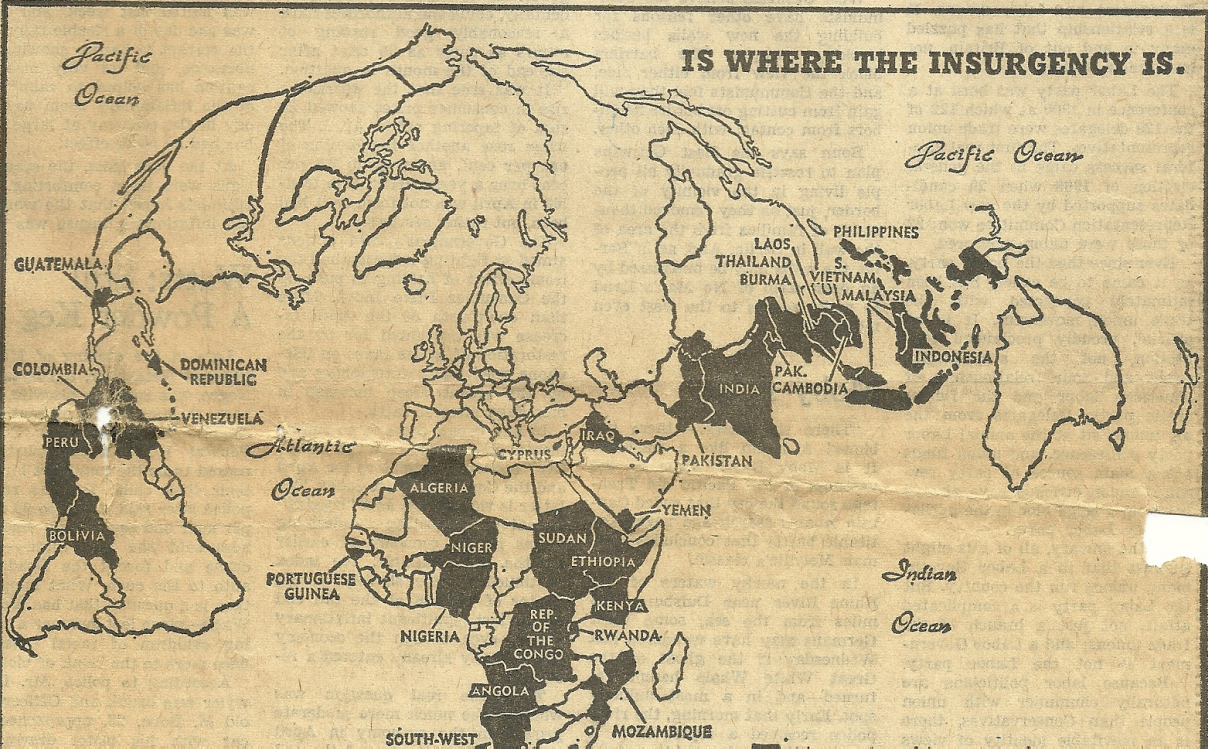 IS WHERE THE INSURGENCY IS.
Pacific
Ocean
Pacific Ocean
GUATEMALA
PHILIPPINES
LAOS
THAILAND
BURMA
S.
VIETNAM
MALAYSIA
COLOMBIA
DOMINICAN
REPUBLIC
INDIA
PAK.
CAMBODIA
INDONESIA
VENEZUELA
PERU
Atlantic
Ocean
CYPRUS
IRAQ
PAKISTAN
ALGERIA
YEMEN
BOLIVIA
NIGER
SUDAN
ETHIOPIA
PORTUGUESE
GUINEA
Indian
Ocean
KENYA
NIGERIA
REP
OF
THE
CONGO
RWANDA
ANGOLA
MOZAMBIQUE
SOUTH-WEST